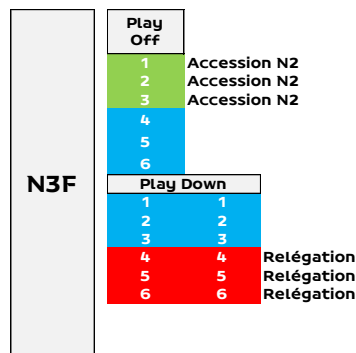 Play
Off
1 Accession N2
2 Accession N2
3 Accession N2
4
5
6
N3F
Play Down
1 1
2 2
3 3
4 4 Relégation
5 5 Relégation
6 6 Relégation